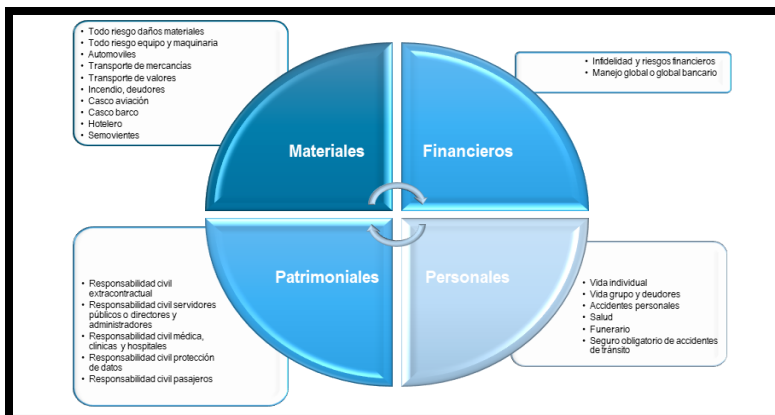 • Todo riesgo daños materiales
• Todo riesgo equipo y maquinaria
• Automoviles
• Transporte de mercancías
• Transporte de valores
• Incendio, deudores
• Casco aviación
• Casco barco
• Hotelero
• Semovientes
• Infidelidad y riesgos financieros
• Manejo global o global bancario
Materiales
Financieros
Patrimoniales
Personales
• Responsabilidad civil
extracontractual
• Responsabilidad civil servidores
públicos o directores y
administradores
• Responsabilidad civil médica,
clínicas y hospitales
• Responsabilidad civil protección
de datos
• Responsabilidad civil pasajeros
• Vida individual
• Vida grupo y deudores
• Accidentes personales
• Salud
• Funerario
• Seguro obligatorio de accidentes
de tránsito